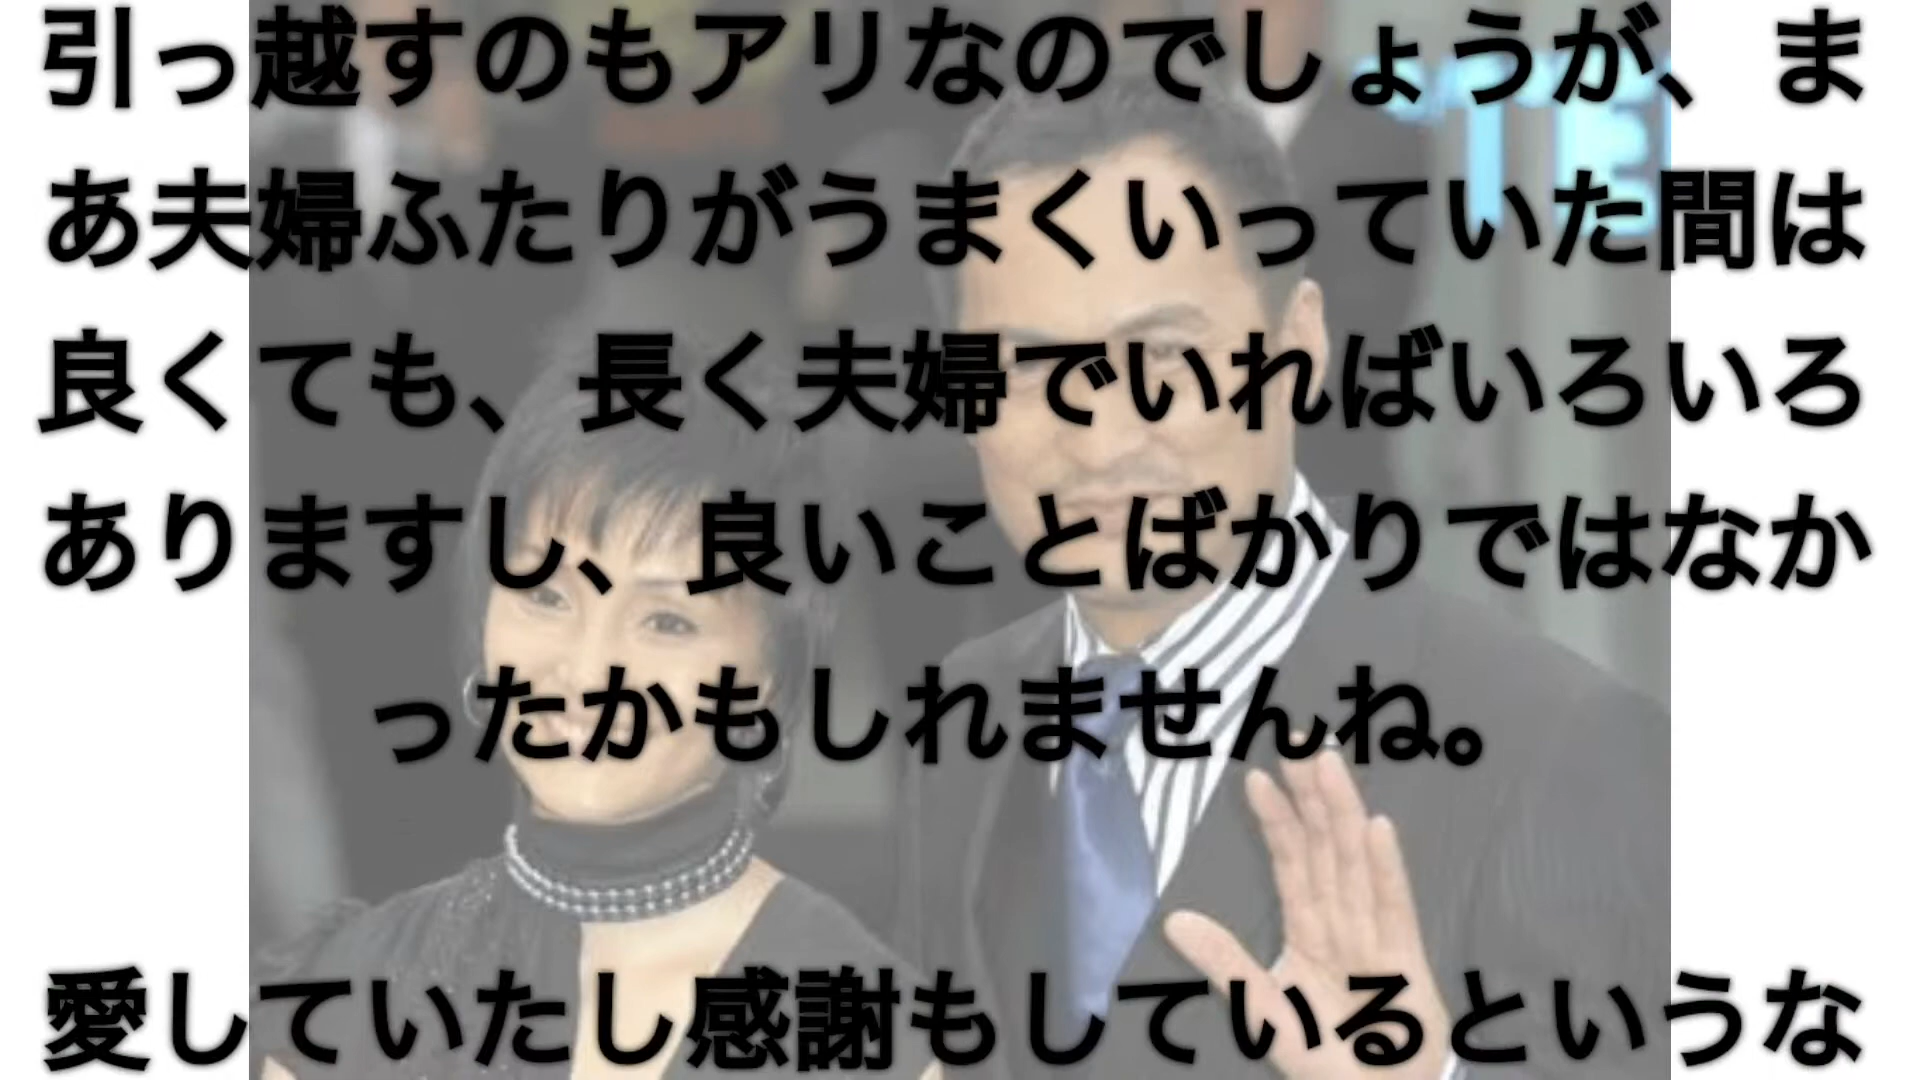 引っ越すのもアリなのでしょうが、ま
あ夫婦ふたりがうまくいっていた間は
良くても、長く夫婦でいればいろいろ
ありますし、良いことばかりではなか
ったかもしれませんね。
愛していたし感謝もしているというな
TE